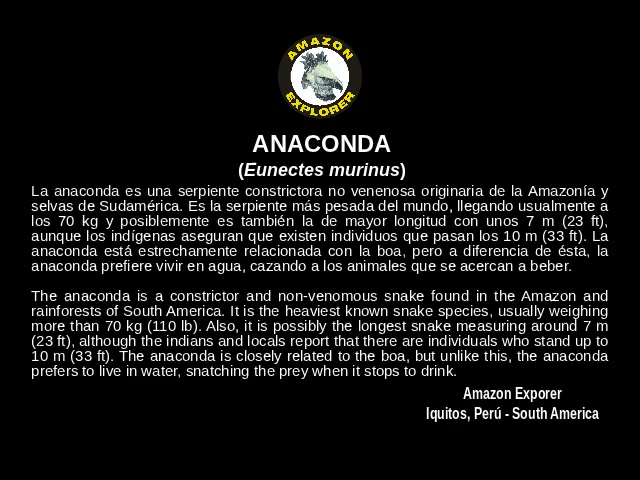 AMAZON
EXPLORER
ANACONDA
(Eunectes murinus)
La anaconda es una serpiente constrictora no venenosa originaria de la Amazonía y
selvas de Sudamérica. Es la serpiente más pesada del mundo, llegando usualmente a
los 70 kg y posiblemente es también la de mayor longitud con unos 7 m (23 ft),
aunque los indígenas aseguran que existen individuos que pasan los 10 m (33 ft). La
anaconda está estrechamente relacionada con la boa, pero a diferencia de ésta, la
anaconda prefiere vivir en agua, cazando a los animales que se acercan a beber.
The anaconda is a constrictor and non-venomous snake found in the Amazon and
rainforests of South America. It is the heaviest known snake species, usually weighing
more than 70 kg (110 lb). Also, it is possibly the longest snake measuring around 7 m
(23 ft), although the indians and locals report that there are individuals who stand up to
10 m (33 ft). The anaconda is closely related to the boa, but unlike this, the anaconda
prefers to live in water, snatching the prey when it stops to drink.
Amazon Exporer
Iquitos, Perú - South America